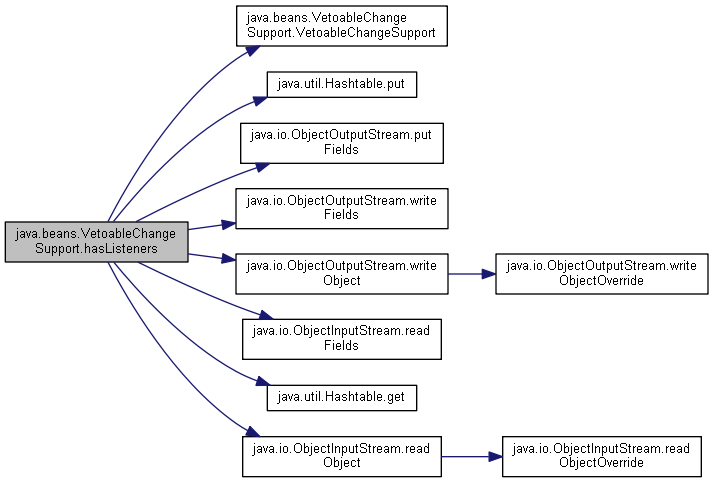 java.beans.VetoableChange
Support.VetoableChangeSupport
java.util.Hashtable.put
java.io.ObjectOutputStream.put
Fields
java.io.ObjectOutputStream.write
Fields
java.beans.VetoableChange
Support.hasListeners
java.io.ObjectOutputStream.write
Object
java.io.ObjectOutputStream.write
ObjectOverride
java.io.ObjectInputStream.read
Fields
java.util.Hashtable.get
java.io.ObjectInputStream.read
Object
java.io.ObjectInputStream.read
ObjectOverride